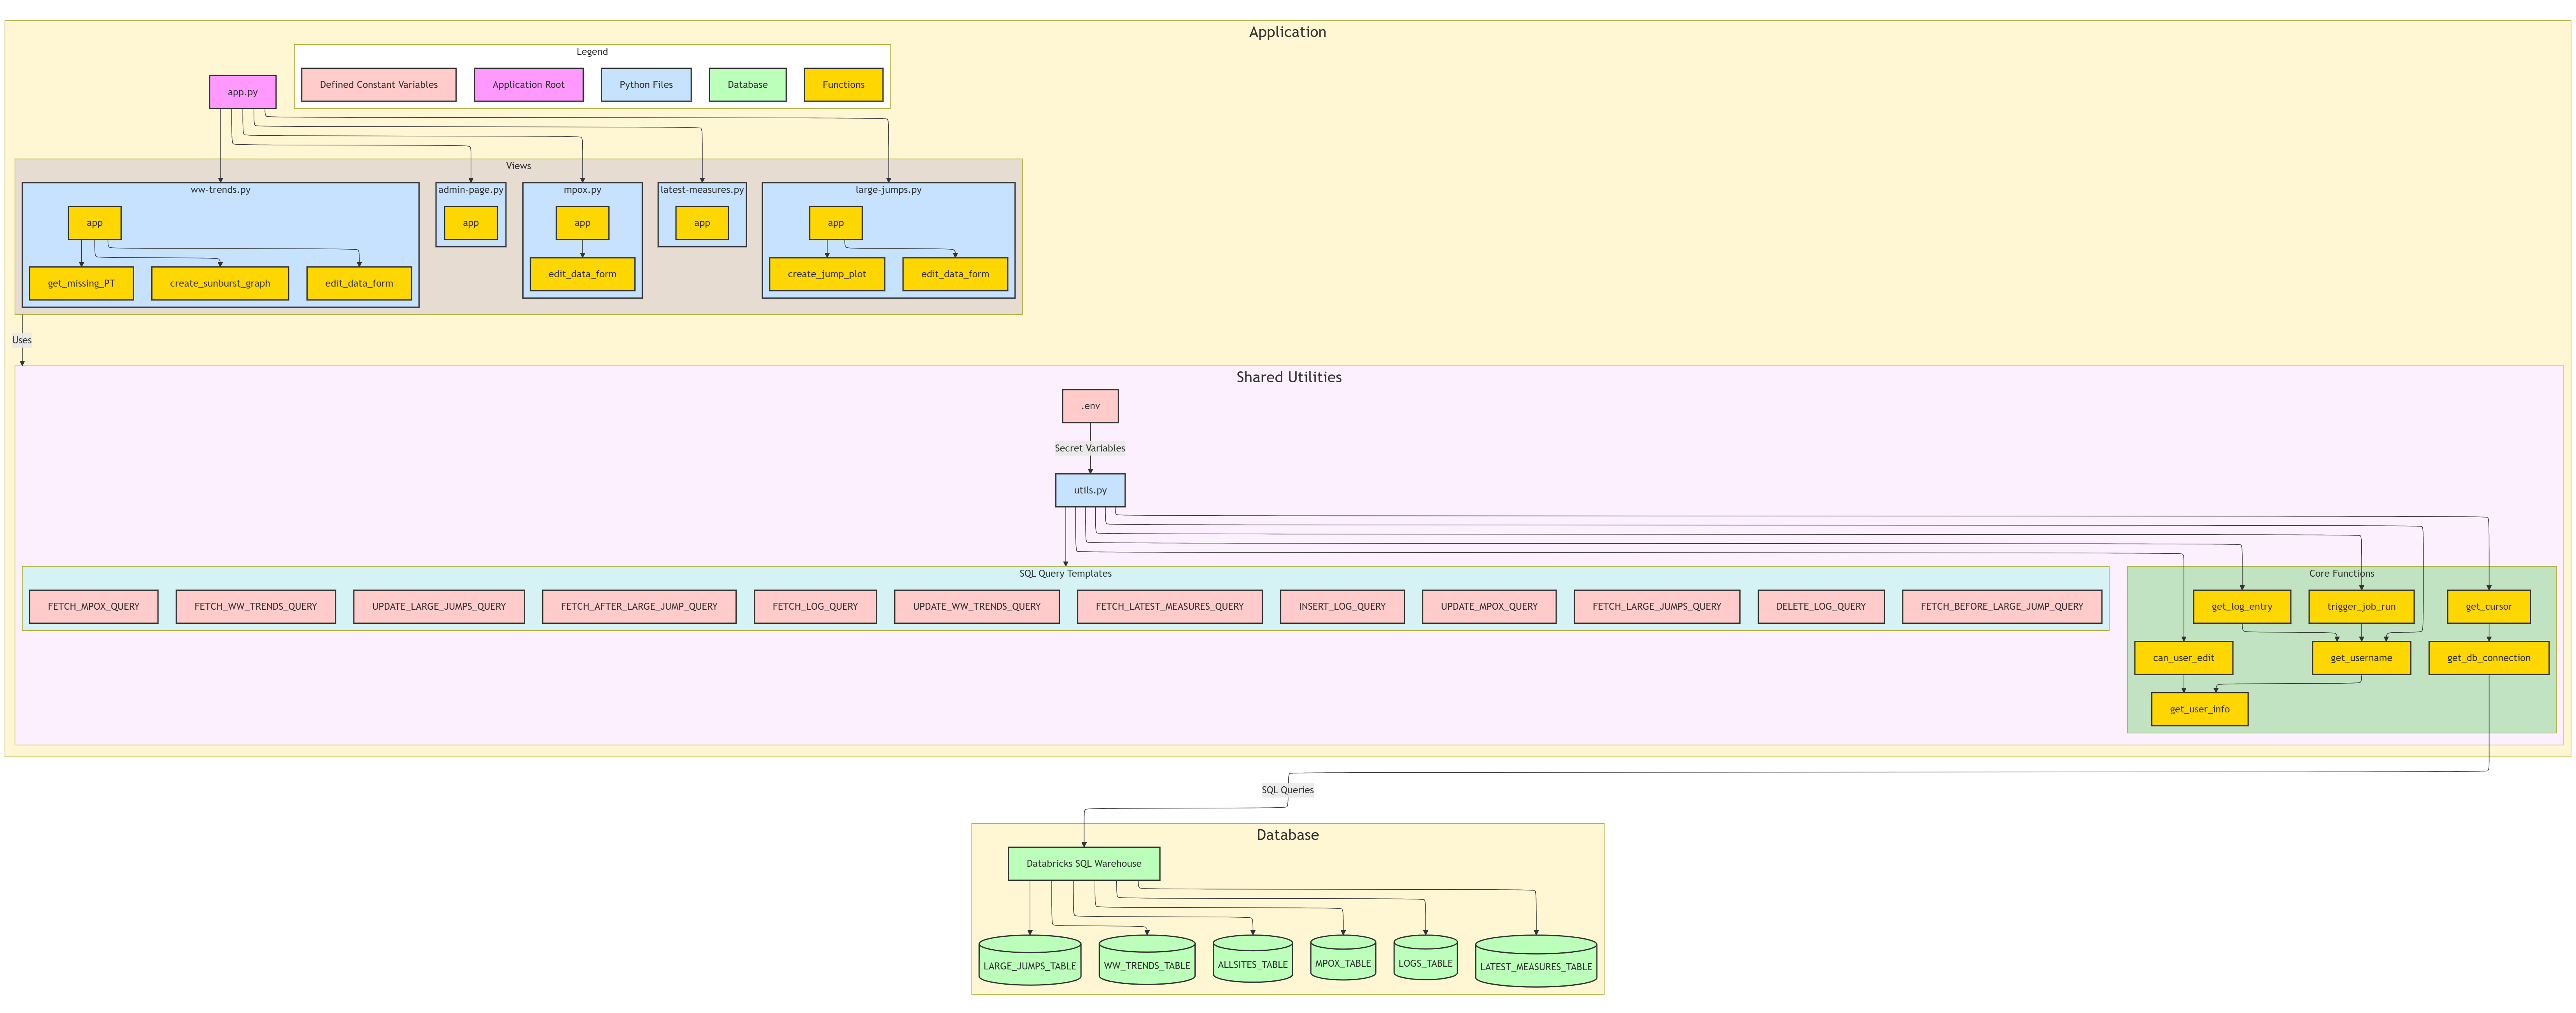 Application
Legend
Defined Constant Variables
Application Root
Python Files
Database
Functions
app.py
Views
ww-trends.py
admin-page.py
mpox.py
latest-measures.py
large-jumps.py
app
app
app
app
app
get_missing_PT
create_sunburst_graph
edit_data_form
edit_data_form
create_jump_plot
edit_data_form
Uses
Shared Utilities
.env
Secret Variables
utils.py
SQL Query Templates
FETCH_MPOX_QUERY
FETCH_WW_TRENDS_QUERY
UPDATE_LARGE_JUMPS_QUERY
FETCH_AFTER_LARGE_JUMP_QUERY
FETCH_LOG_QUERY
UPDATE_WW_TRENDS_QUERY
FETCH_LATEST_MEASURES_QUERY
INSERT_LOG_QUERY
UPDATE_MPOX_QUERY
FETCH_LARGE_JUMPS_QUERY
DELETE_LOG_QUERY
FETCH_BEFORE_LARGE_JUMP_QUERY
Core Functions
get_log_entry
trigger_job_run
get_cursor
can_user_edit
get_username
get_db_connection
get_user_info
SQL Queries
Database
Databricks SQL Warehouse
LARGE_JUMPS_TABLE
WW_TRENDS_TABLE
ALLSITES_TABLE
MPOX_TABLE
LOGS_TABLE
LATEST_MEASURES_TABLE